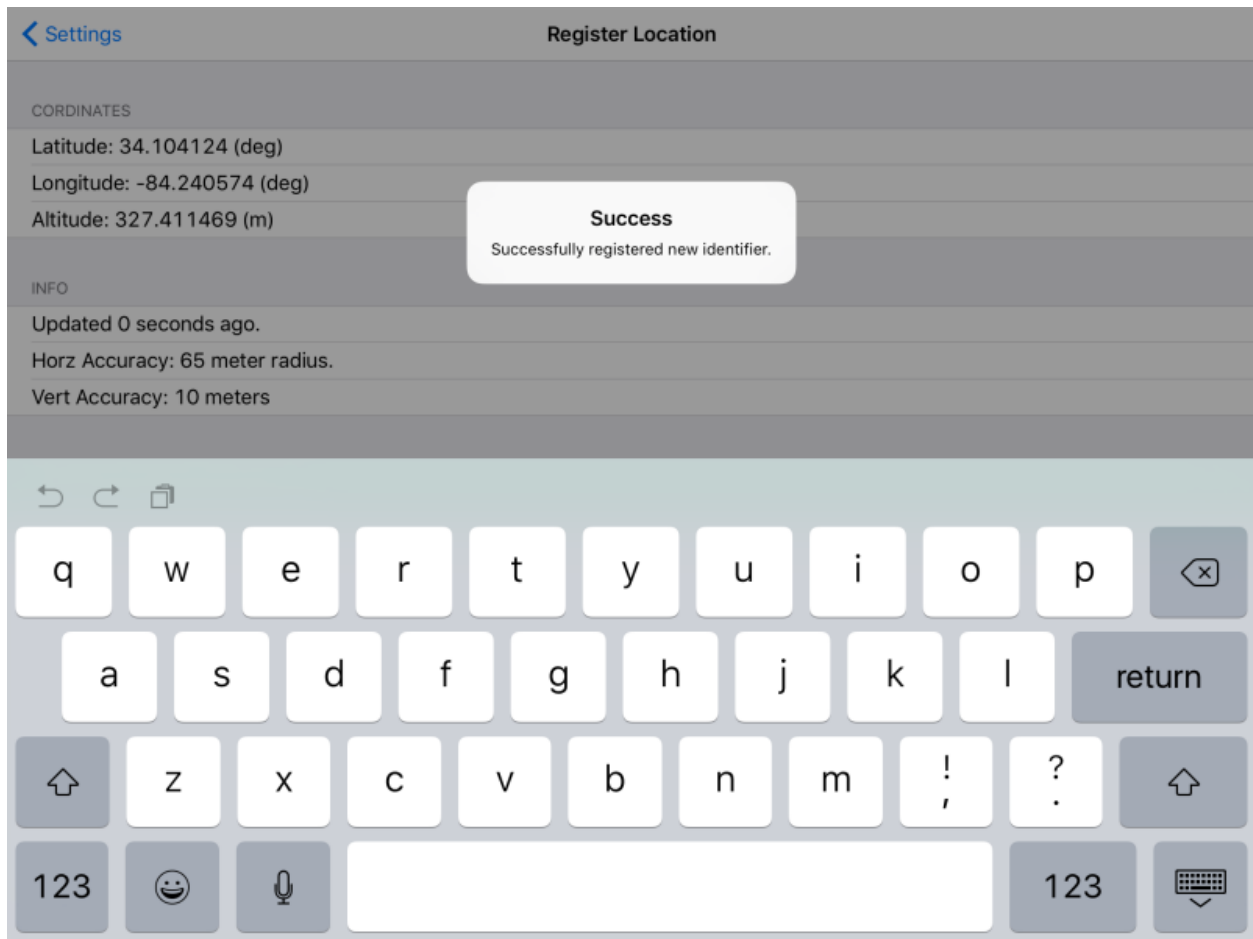 Settings
Register Location
CORDINATES
Latitude: 34.104124 (deg)
Longitude: -84.240574 (deg)
Altitude: 327.411469 (m)
Success
Successfully registered new identifier.
INFO
Updated 0 seconds ago.
Horz Accuracy: 65 meter radius.
Vert Accuracy: 10 meters
q w e r t y u i o p
a s d f g h j k l return
z x c v b n m ! , ? .
123 123